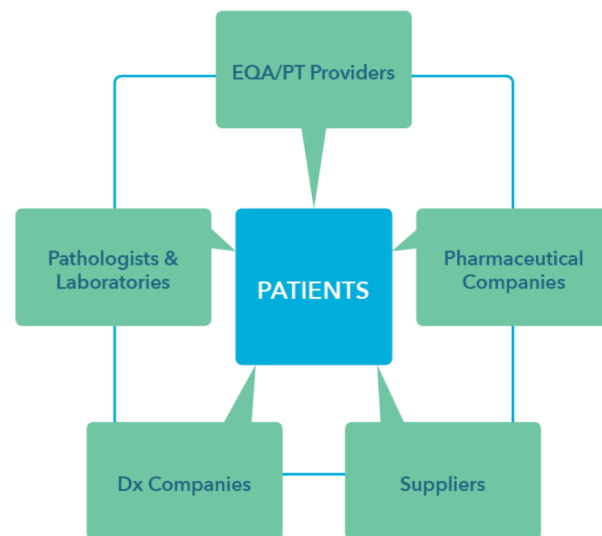 EQA/PT Providers
Pathologists &
Laboratories
PATIENTS
Pharmaceutical
Companies
Dx Companies
Suppliers